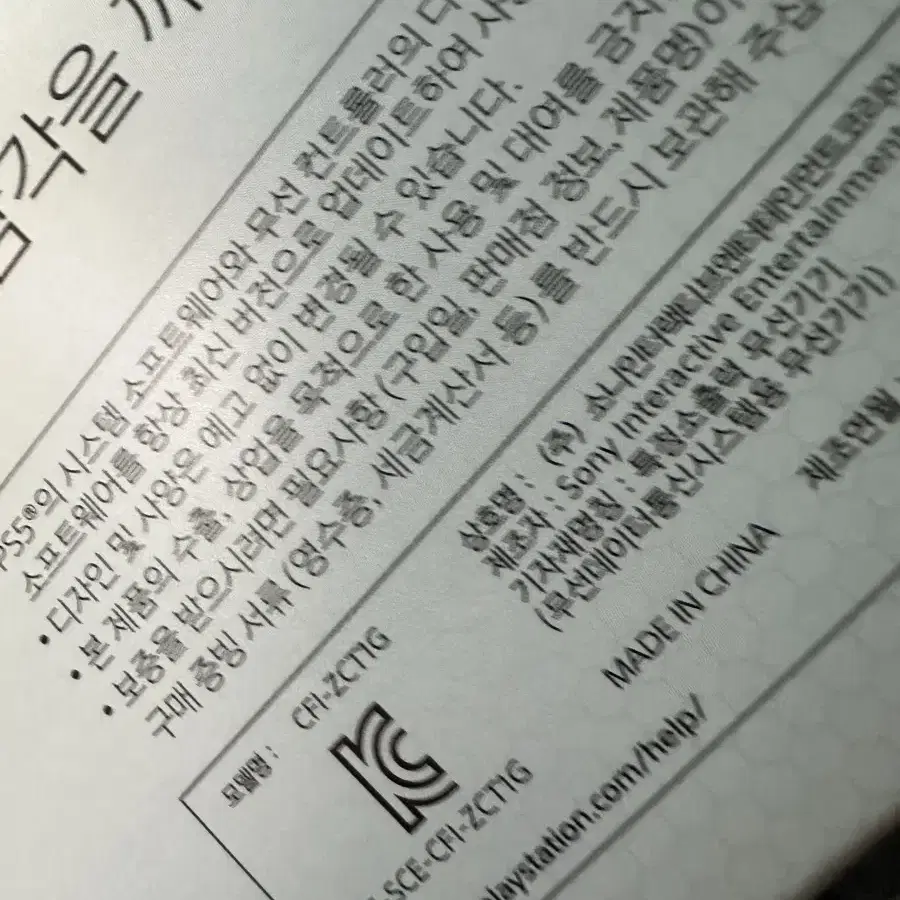 감각을 깨
PS5®의 시스템 소프트웨어와 무선 컨트롤러의 디
소프트웨어를 항상 최신 버전으로 업데이트하여 사용
• 디자인 및 사양은 예고 없이 변경될 수 있습니다.
• 본 제품의 수출, 상업을 목적으로 한 사용 및 대여를 금지
• 보증을 받으시려면 필요사항 (구입일, 판매점 정보, 제품명)이
구매 증빙 서류 (영수증, 세금계산서 등) 를 반드시 보관해 주십
모델명 : CFI-ZCT1G
상호명 : (주) 소니인터랙티브엔터테인먼트코리아
제조자 : Sony Interactive Entertainment
기자재명칭 : 특정소출력 무선기기
(무선데이터통신시스템용 무선기기)
MADE IN CHINA
제조연월 :
-SCE-CFI-ZCT1G
playstation.com/help/